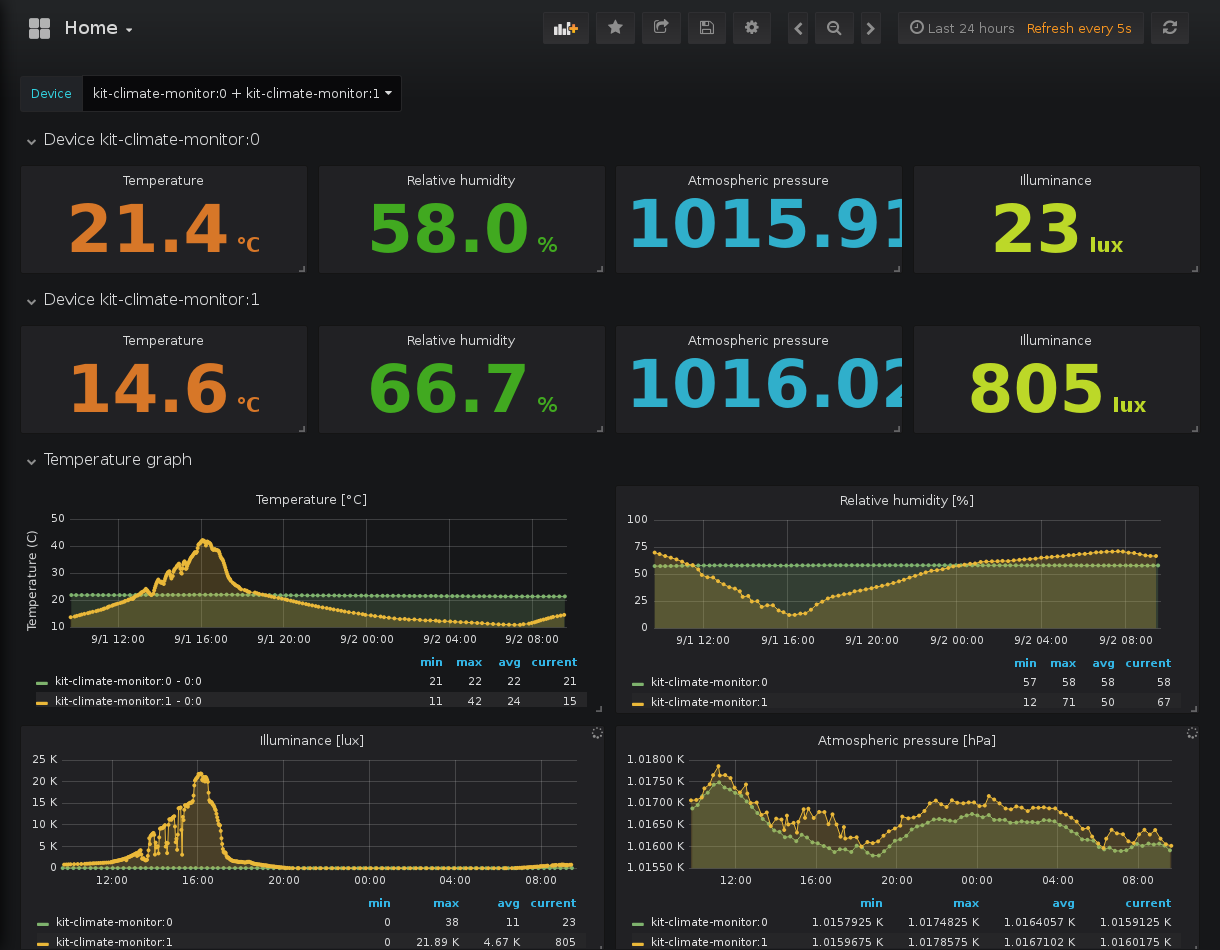 Home
Last 24 hours Refresh every 5s
Device kit-climate-monitor:0 + kit-climate-monitor:1
Device kit-climate-monitor:0
Temperature Relative humidity Atmospheric pressure Illuminance
21.4 °C 58.0 % 1015.91 23 lux
Device kit-climate-monitor:1
Temperature Relative humidity Atmospheric pressure Illuminance
14.6 °C 66.7 % 1016.02 805 lux
Temperature graph
Temperature [°C]
Temperature (C)
50
40
30
20
10
9/1 12:00 9/1 16:00 9/1 20:00 9/2 00:00 9/2 04:00 9/2 08:00
min max avg current
kit-climate-monitor:0 - 0:0 21 22 22 21
kit-climate-monitor:1 - 0:0 11 42 24 15
Relative humidity [%]
100
75
50
25
0
9/1 12:00 9/1 16:00 9/1 20:00 9/2 00:00 9/2 04:00 9/2 08:00
min max avg current
kit-climate-monitor:0 57 58 58 58
kit-climate-monitor:1 12 71 50 67
Illuminance [lux]
25 K
20 K
15 K
10 K
5 K
0
12:00 16:00 20:00 00:00 04:00 08:00
min max avg current
kit-climate-monitor:0 0 38 11 23
kit-climate-monitor:1 0 21.89 K 4.67 K 805
Atmospheric pressure [hPa]
1.01800 K
1.01750 K
1.01700 K
1.01650 K
1.01600 K
1.01550 K
12:00 16:00 20:00 00:00 04:00 08:00
min max avg current
kit-climate-monitor:0 1.0157925 K 1.0174825 K 1.0164057 K 1.0159125 K
kit-climate-monitor:1 1.0159675 K 1.0178575 K 1.0167102 K 1.0160175 K